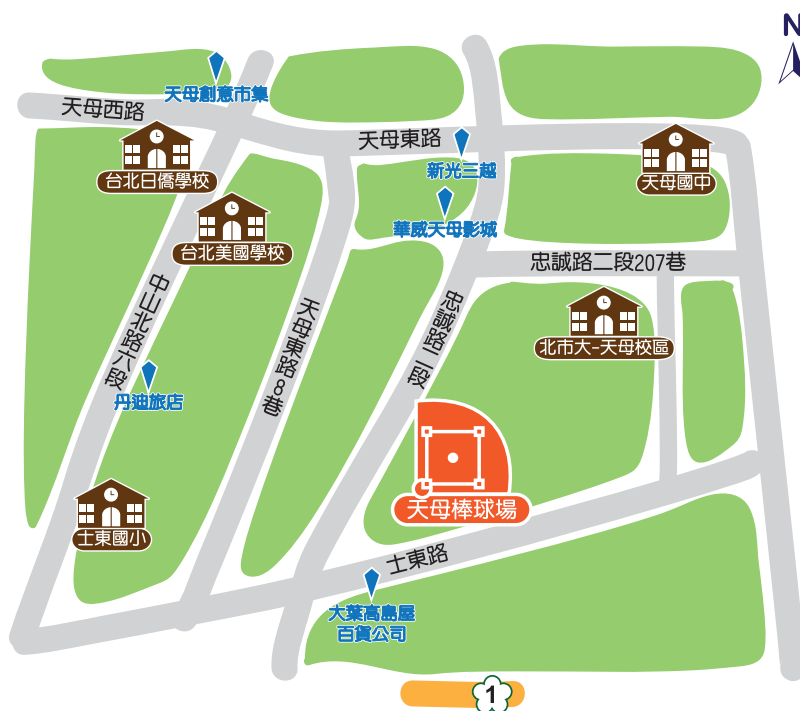 N
天母創意市集
天母西路
天母東路
新光三越
台北日僑學校
天母國中
華威天母影城
台北美國學校
忠誠路二段207巷
中山北路六段
天母東路8巷
忠誠路二段
北市大-天母校區
丹迪旅店
天母棒球場
士東國小
士東路
大葉高島屋
百貨公司
1